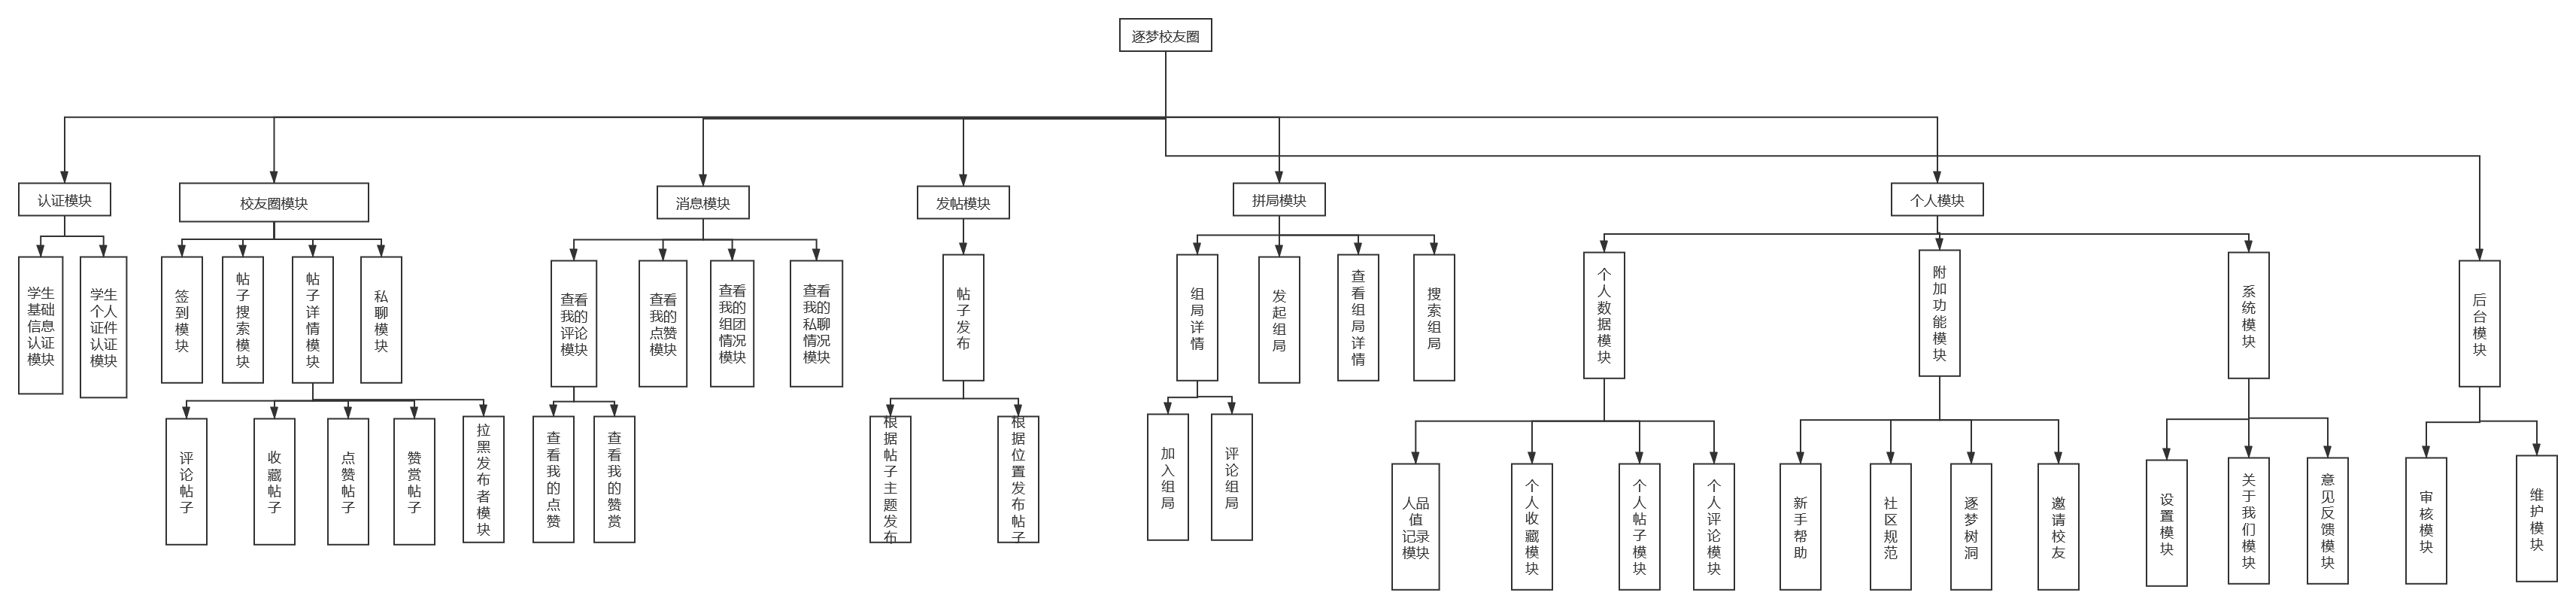 逐梦校友圈
认证模块
校友圈模块
消息模块
发帖模块
拼局模块
个人模块
学生
基础
信息
认证
模块
学生
个人
证件
认证
模块
签到模块
帖子搜索模块
帖子详情模块
私聊模块
查看
我的
评论
模块
查看
我的
点赞
模块
查看
我的
组团
情况
模块
查看
我的
私聊
情况
模块
帖子发布
组局详情
发起组局
查看组局详情
搜索组局
个人数据模块
附加功能模块
系统模块
后台模块
评论帖子
收藏帖子
点赞帖子
赞赏帖子
拉黑发布者模块
查看我的点赞
查看我的赞赏
根据帖子主题发布
根据位置发布帖子
加入组局
评论组局
人品
值
记录
模块
个人收藏模块
个人帖子模块
个人评论模块
新手帮助
社区规范
逐梦树洞
邀请校友
设置模块
关于我们模块
意见反馈模块
审核模块
维护模块